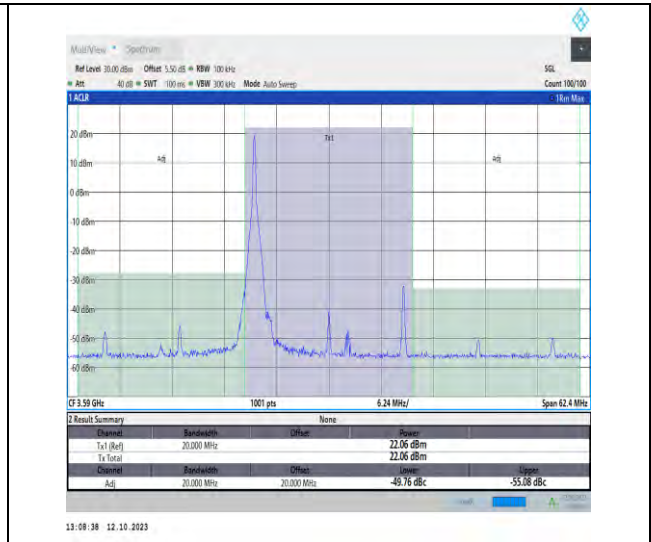 MultiView Spectrum
Ref Level 30.00 dBm Offset 5.50 dB RBW 100 kHz SGL
Att 40 dB SWT 100 ms VBW 300 kHz Mode Auto Sweep Count 100/100
1 ACLR 1Rm Max
Tx1
20 dBm
Adj Adj
10 dBm
0 dBm
-10 dBm
-20 dBm
-30 dBm
-40 dBm
-50 dBm
-60 dBm
CF 3.59 GHz 1001 pts 6.24 MHz/ Span 62.4 MHz
2 Result Summary None
Channel Bandwidth Offset Power
Tx1 (Ref) 20.000 MHz 22.06 dBm
Tx Total 22.06 dBm
Channel Bandwidth Offset Lower Upper
Adj 20.000 MHz 20.000 MHz -49.76 dBc -55.08 dBc
13:08:38 12.10.2023